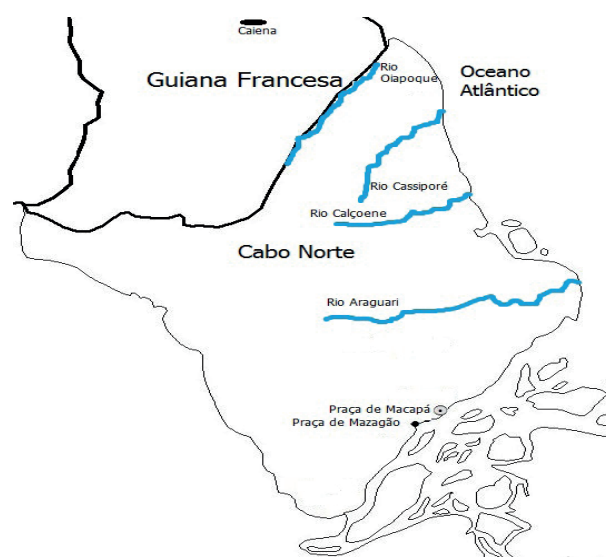 Caiena
Guiana Francesa
Rio
Oiapoque
Oceano
Atlântico
Rio Cassiporé
Rio Calçoene
Cabo Norte
Rio Araguari
Praça de Macapá
Praça de Mazagão